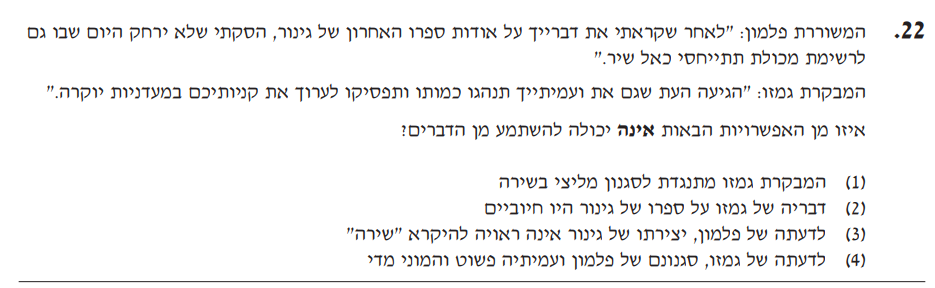 22. המשוררת פלמון: "לאחר שקראתי את דברייך על אודות ספרו האחרון של גינור, הסקתי שלא ירחק היום שבו גם
לרשימת מכולת תתייחסי כאל שיר."
המבקרת גמזו: "הגיעה העת שגם את ועמיתייך תנהגו כמותו ותפסיקו לערוך את קניותיכם במעדניות יוקרה."
איזו מן האפשרויות הבאות אינה יכולה להשתמע מן הדברים?
(1) המבקרת גמזו מתנגדת לסגנון מליצי בשירה
(2) דבריה של גמזו על ספרו של גינור היו חיוביים
(3) לדעתה של פלמון, יצירתו של גינור אינה ראויה להיקרא "שירה"
(4) לדעתה של גמזו, סגנונם של פלמון ועמיתיה פשוט והמוני מדי